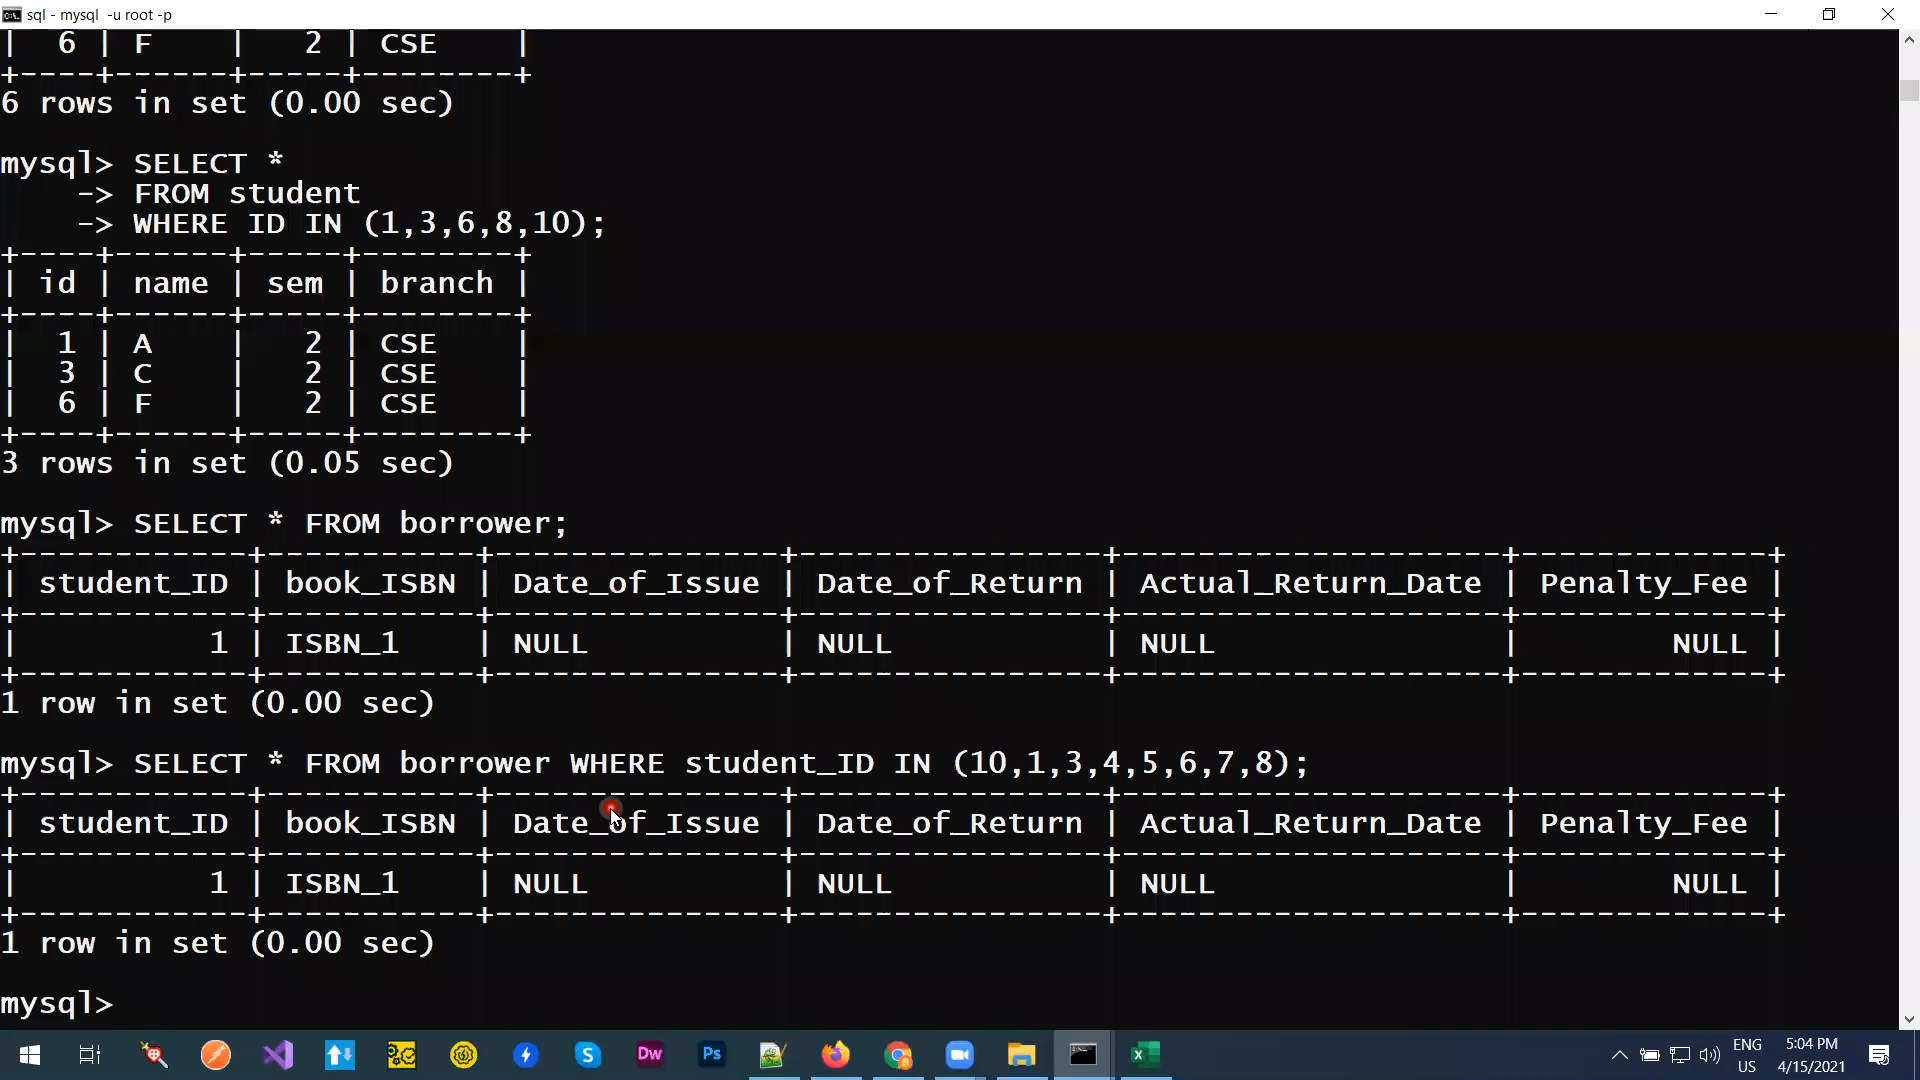 sql - mysql  -u root -p
|  6 | F    |   2 | CSE    |
+----+------+-----+--------+
6 rows in set (0.00 sec)
mysql> SELECT *
    -> FROM student
    -> WHERE ID IN (1,3,6,8,10);
+----+------+-----+--------+
| id | name | sem | branch |
+----+------+-----+--------+
|  1 | A    |   2 | CSE    |
|  3 | C    |   2 | CSE    |
|  6 | F    |   2 | CSE    |
+----+------+-----+--------+
3 rows in set (0.05 sec)
mysql> SELECT * FROM borrower;
+------------+-----------+---------------+----------------+--------------------+-------------+
| student_ID | book_ISBN | Date_of_Issue | Date_of_Return | Actual_Return_Date | Penalty_Fee |
+------------+-----------+---------------+----------------+--------------------+-------------+
|          1 | ISBN_1    | NULL          | NULL           | NULL               |        NULL |
+------------+-----------+---------------+----------------+--------------------+-------------+
1 row in set (0.00 sec)
mysql> SELECT * FROM borrower WHERE student_ID IN (10,1,3,4,5,6,7,8);
+------------+-----------+---------------+----------------+--------------------+-------------+
| student_ID | book_ISBN | Date_of_Issue | Date_of_Return | Actual_Return_Date | Penalty_Fee |
+------------+-----------+---------------+----------------+--------------------+-------------+
|          1 | ISBN_1    | NULL          | NULL           | NULL               |        NULL |
+------------+-----------+---------------+----------------+--------------------+-------------+
1 row in set (0.00 sec)
mysql>
Dw
Ps
ENG
US
5:04 PM
4/15/2021